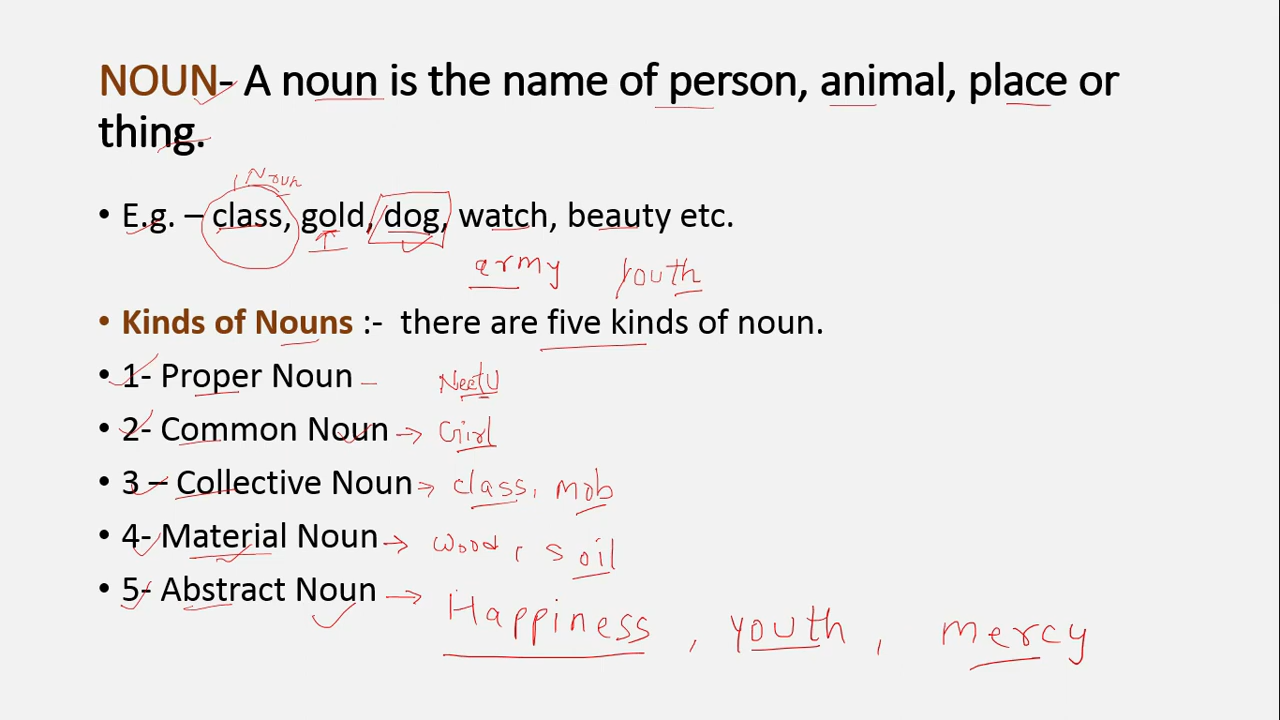 NOUN- A noun is the name of person, animal, place or
thing.
Noun
• E.g. – class, gold, dog, watch, beauty etc.
army youth
• Kinds of Nouns :- there are five kinds of noun.
• 1- Proper Noun – Neetu
• 2- Common Noun → Girl
• 3 – Collective Noun → class, mob
• 4- Material Noun → wood, soil
• 5- Abstract Noun → Happiness, youth, mercy